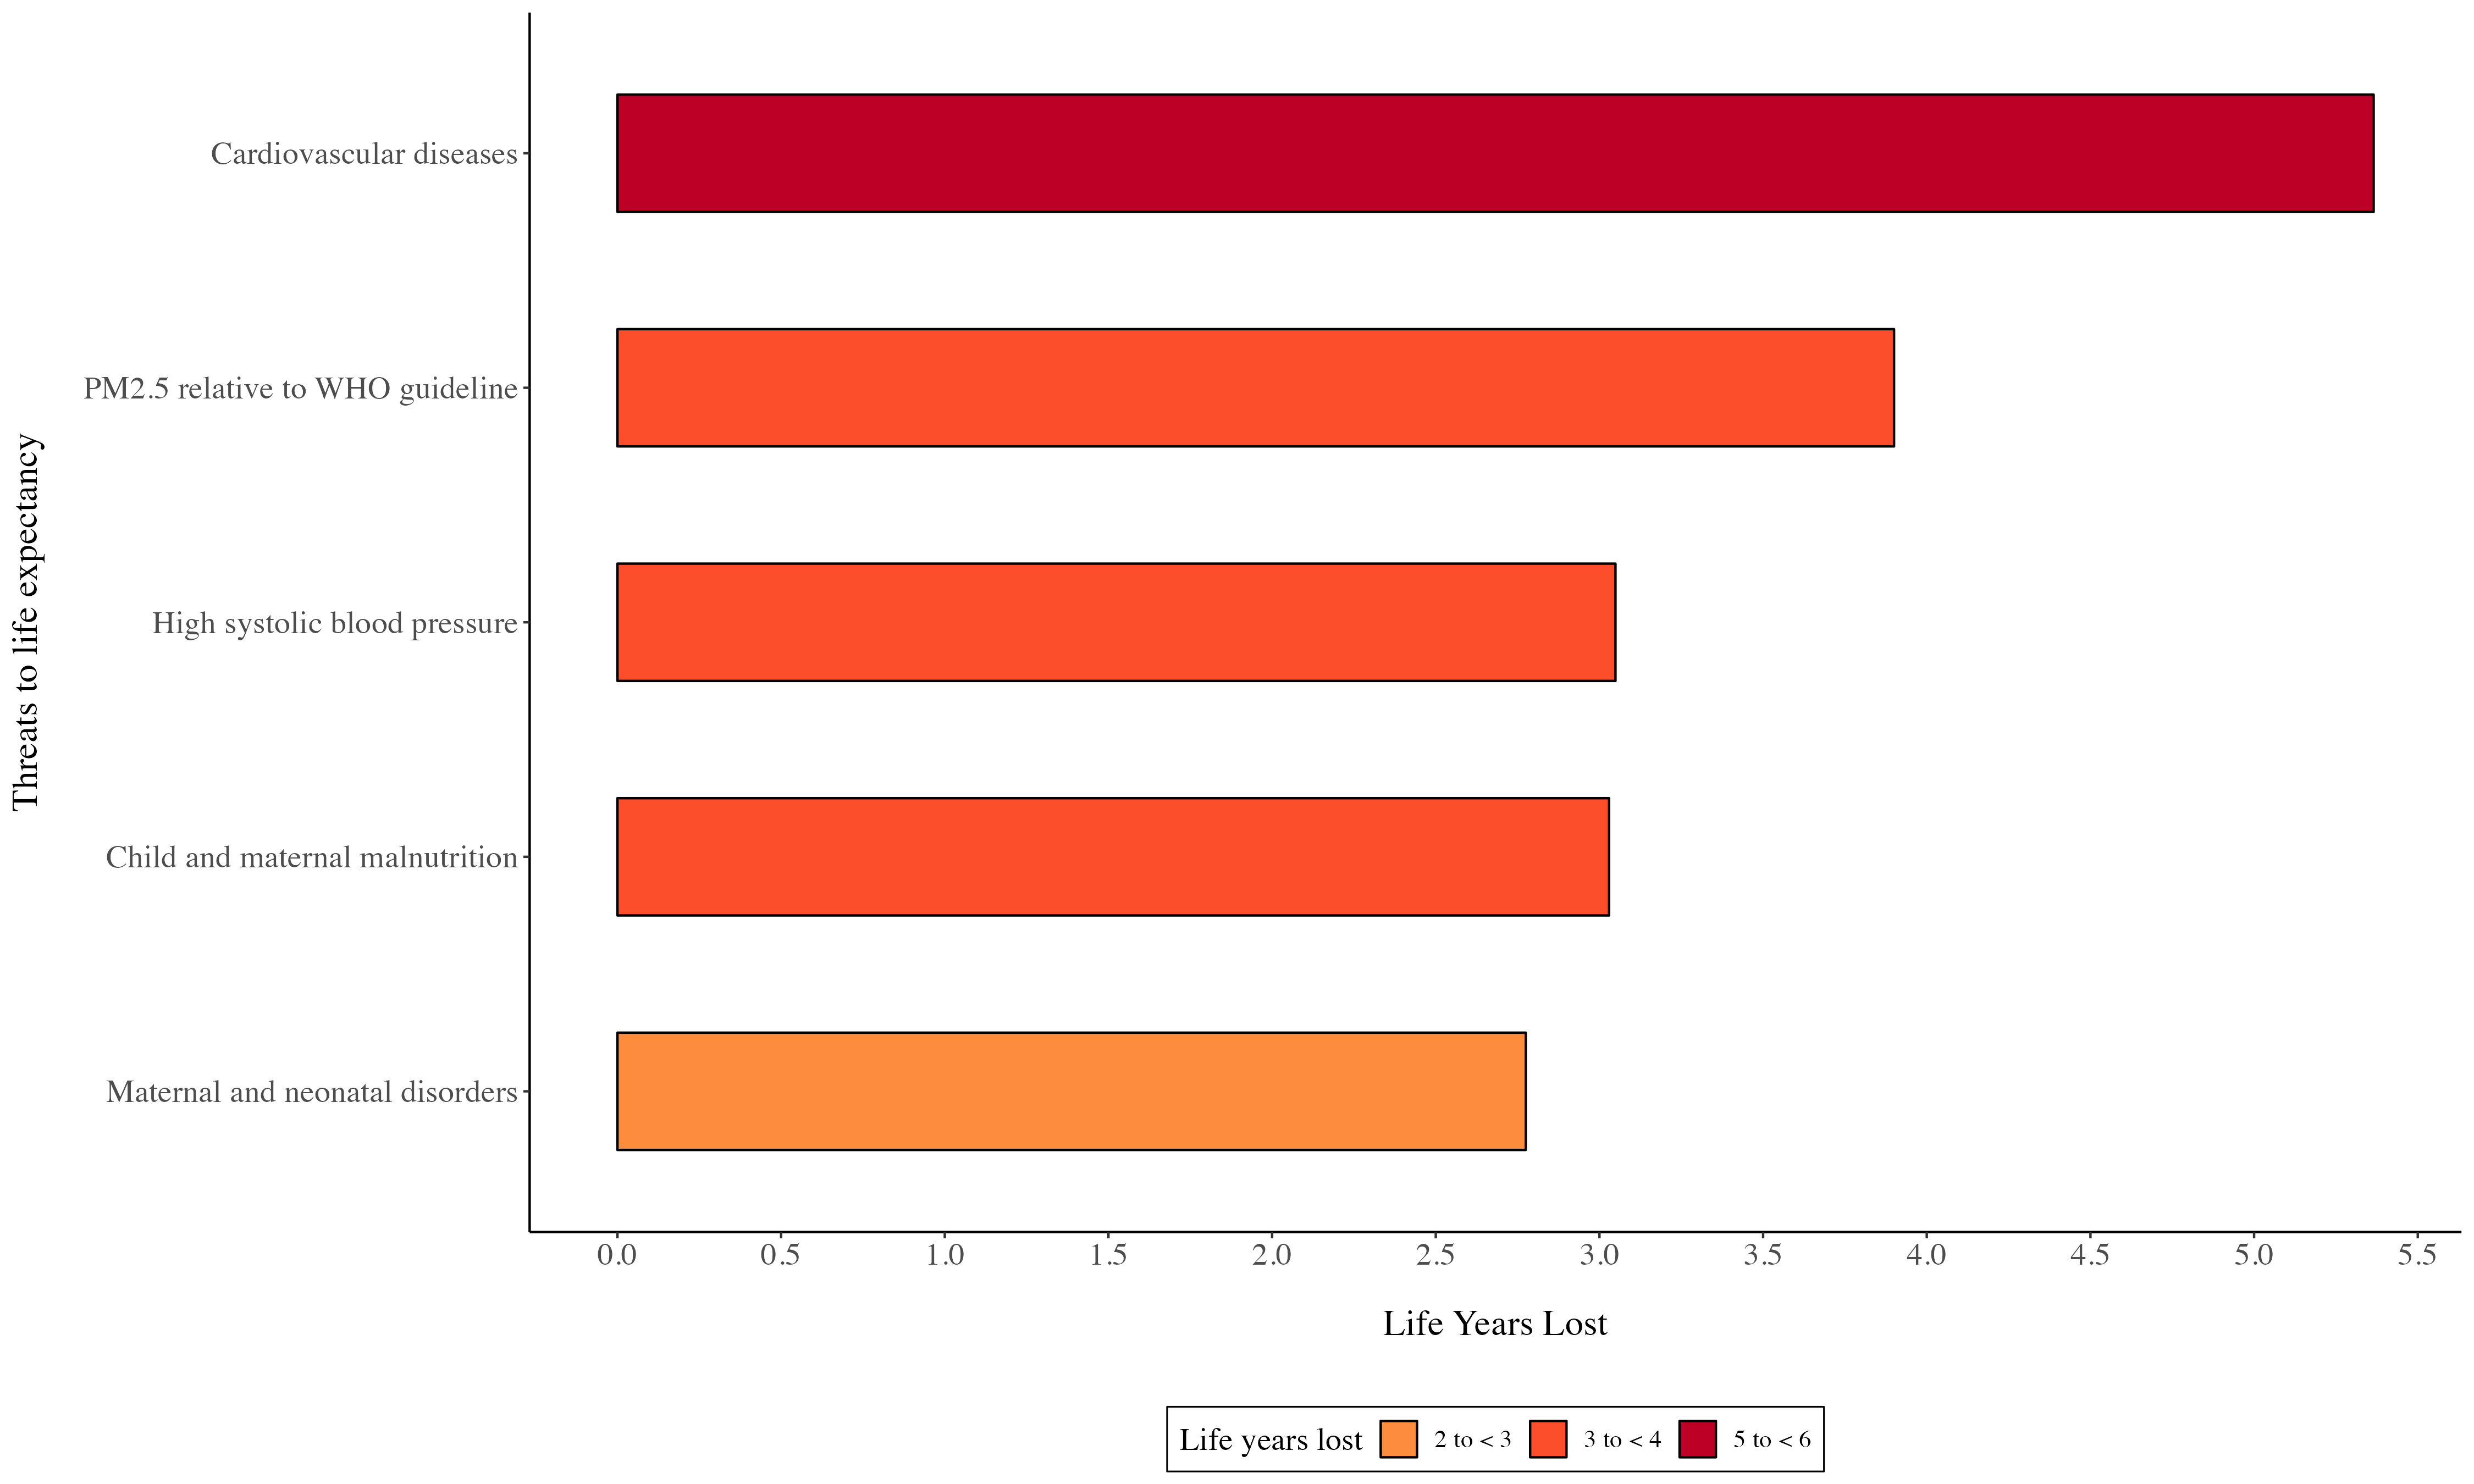 Threats to life expectancy
Cardiovascular diseases
PM2.5 relative to WHO guideline
High systolic blood pressure
Child and maternal malnutrition
Maternal and neonatal disorders
0.0 0.5 1.0 1.5 2.0 2.5 3.0 3.5 4.0 4.5 5.0 5.5
Life Years Lost
Life years lost 2 to < 3 3 to < 4 5 to < 6